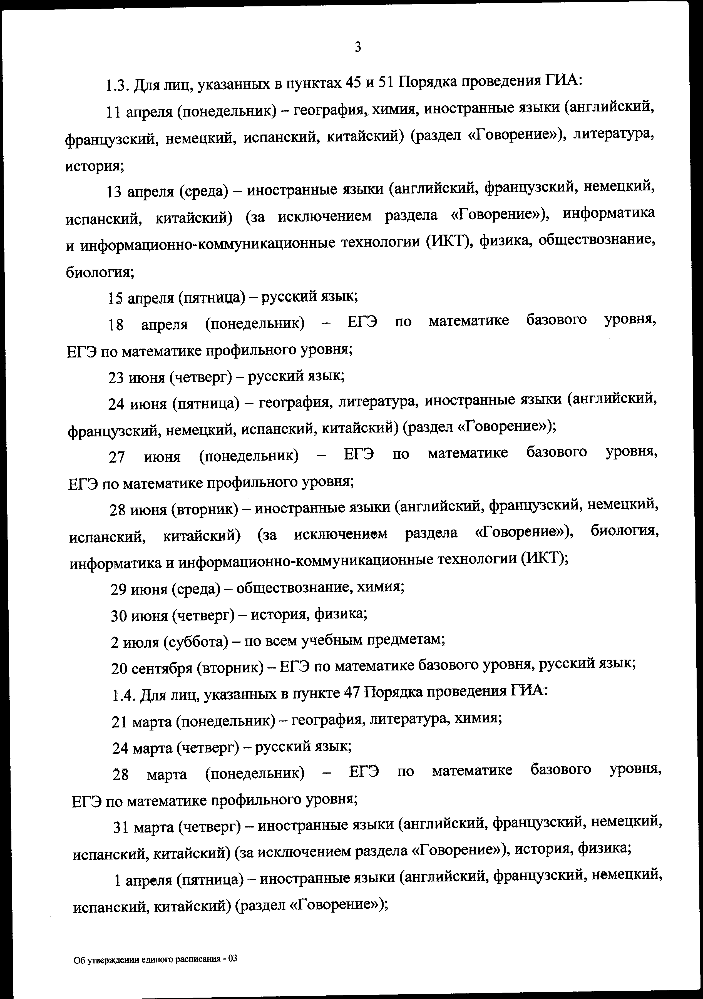 3
1.3. Для лиц, указанных в пунктах 45 и 51 Порядка проведения ГИА:
11 апреля (понедельник) – география, химия, иностранные языки (английский,
французский, немецкий, испанский, китайский) (раздел «Говорение»), литература,
история;
13 апреля (среда) – иностранные языки (английский, французский, немецкий,
испанский, китайский) (за исключением раздела «Говорение»), информатика
и информационно-коммуникационные технологии (ИКТ), физика, обществознание,
биология;
15 апреля (пятница) – русский язык;
18 апреля (понедельник) – ЕГЭ по математике базового уровня,
ЕГЭ по математике профильного уровня;
23 июня (четверг) – русский язык;
24 июня (пятница) – география, литература, иностранные языки (английский,
французский, немецкий, испанский, китайский) (раздел «Говорение»);
27 июня (понедельник) – ЕГЭ по математике базового уровня,
ЕГЭ по математике профильного уровня;
28 июня (вторник) – иностранные языки (английский, французский, немецкий,
испанский, китайский) (за исключением раздела «Говорение»), биология,
информатика и информационно-коммуникационные технологии (ИКТ);
29 июня (среда) – обществознание, химия;
30 июня (четверг) – история, физика;
2 июля (суббота) – по всем учебным предметам;
20 сентября (вторник) – ЕГЭ по математике базового уровня, русский язык;
1.4. Для лиц, указанных в пункте 47 Порядка проведения ГИА:
21 марта (понедельник) – география, литература, химия;
24 марта (четверг) – русский язык;
28 марта (понедельник) – ЕГЭ по математике базового уровня,
ЕГЭ по математике профильного уровня;
31 марта (четверг) – иностранные языки (английский, французский, немецкий,
испанский, китайский) (за исключением раздела «Говорение»), история, физика;
1 апреля (пятница) – иностранные языки (английский, французский, немецкий,
испанский, китайский) (раздел «Говорение»);
Об утверждении единого расписания - 03